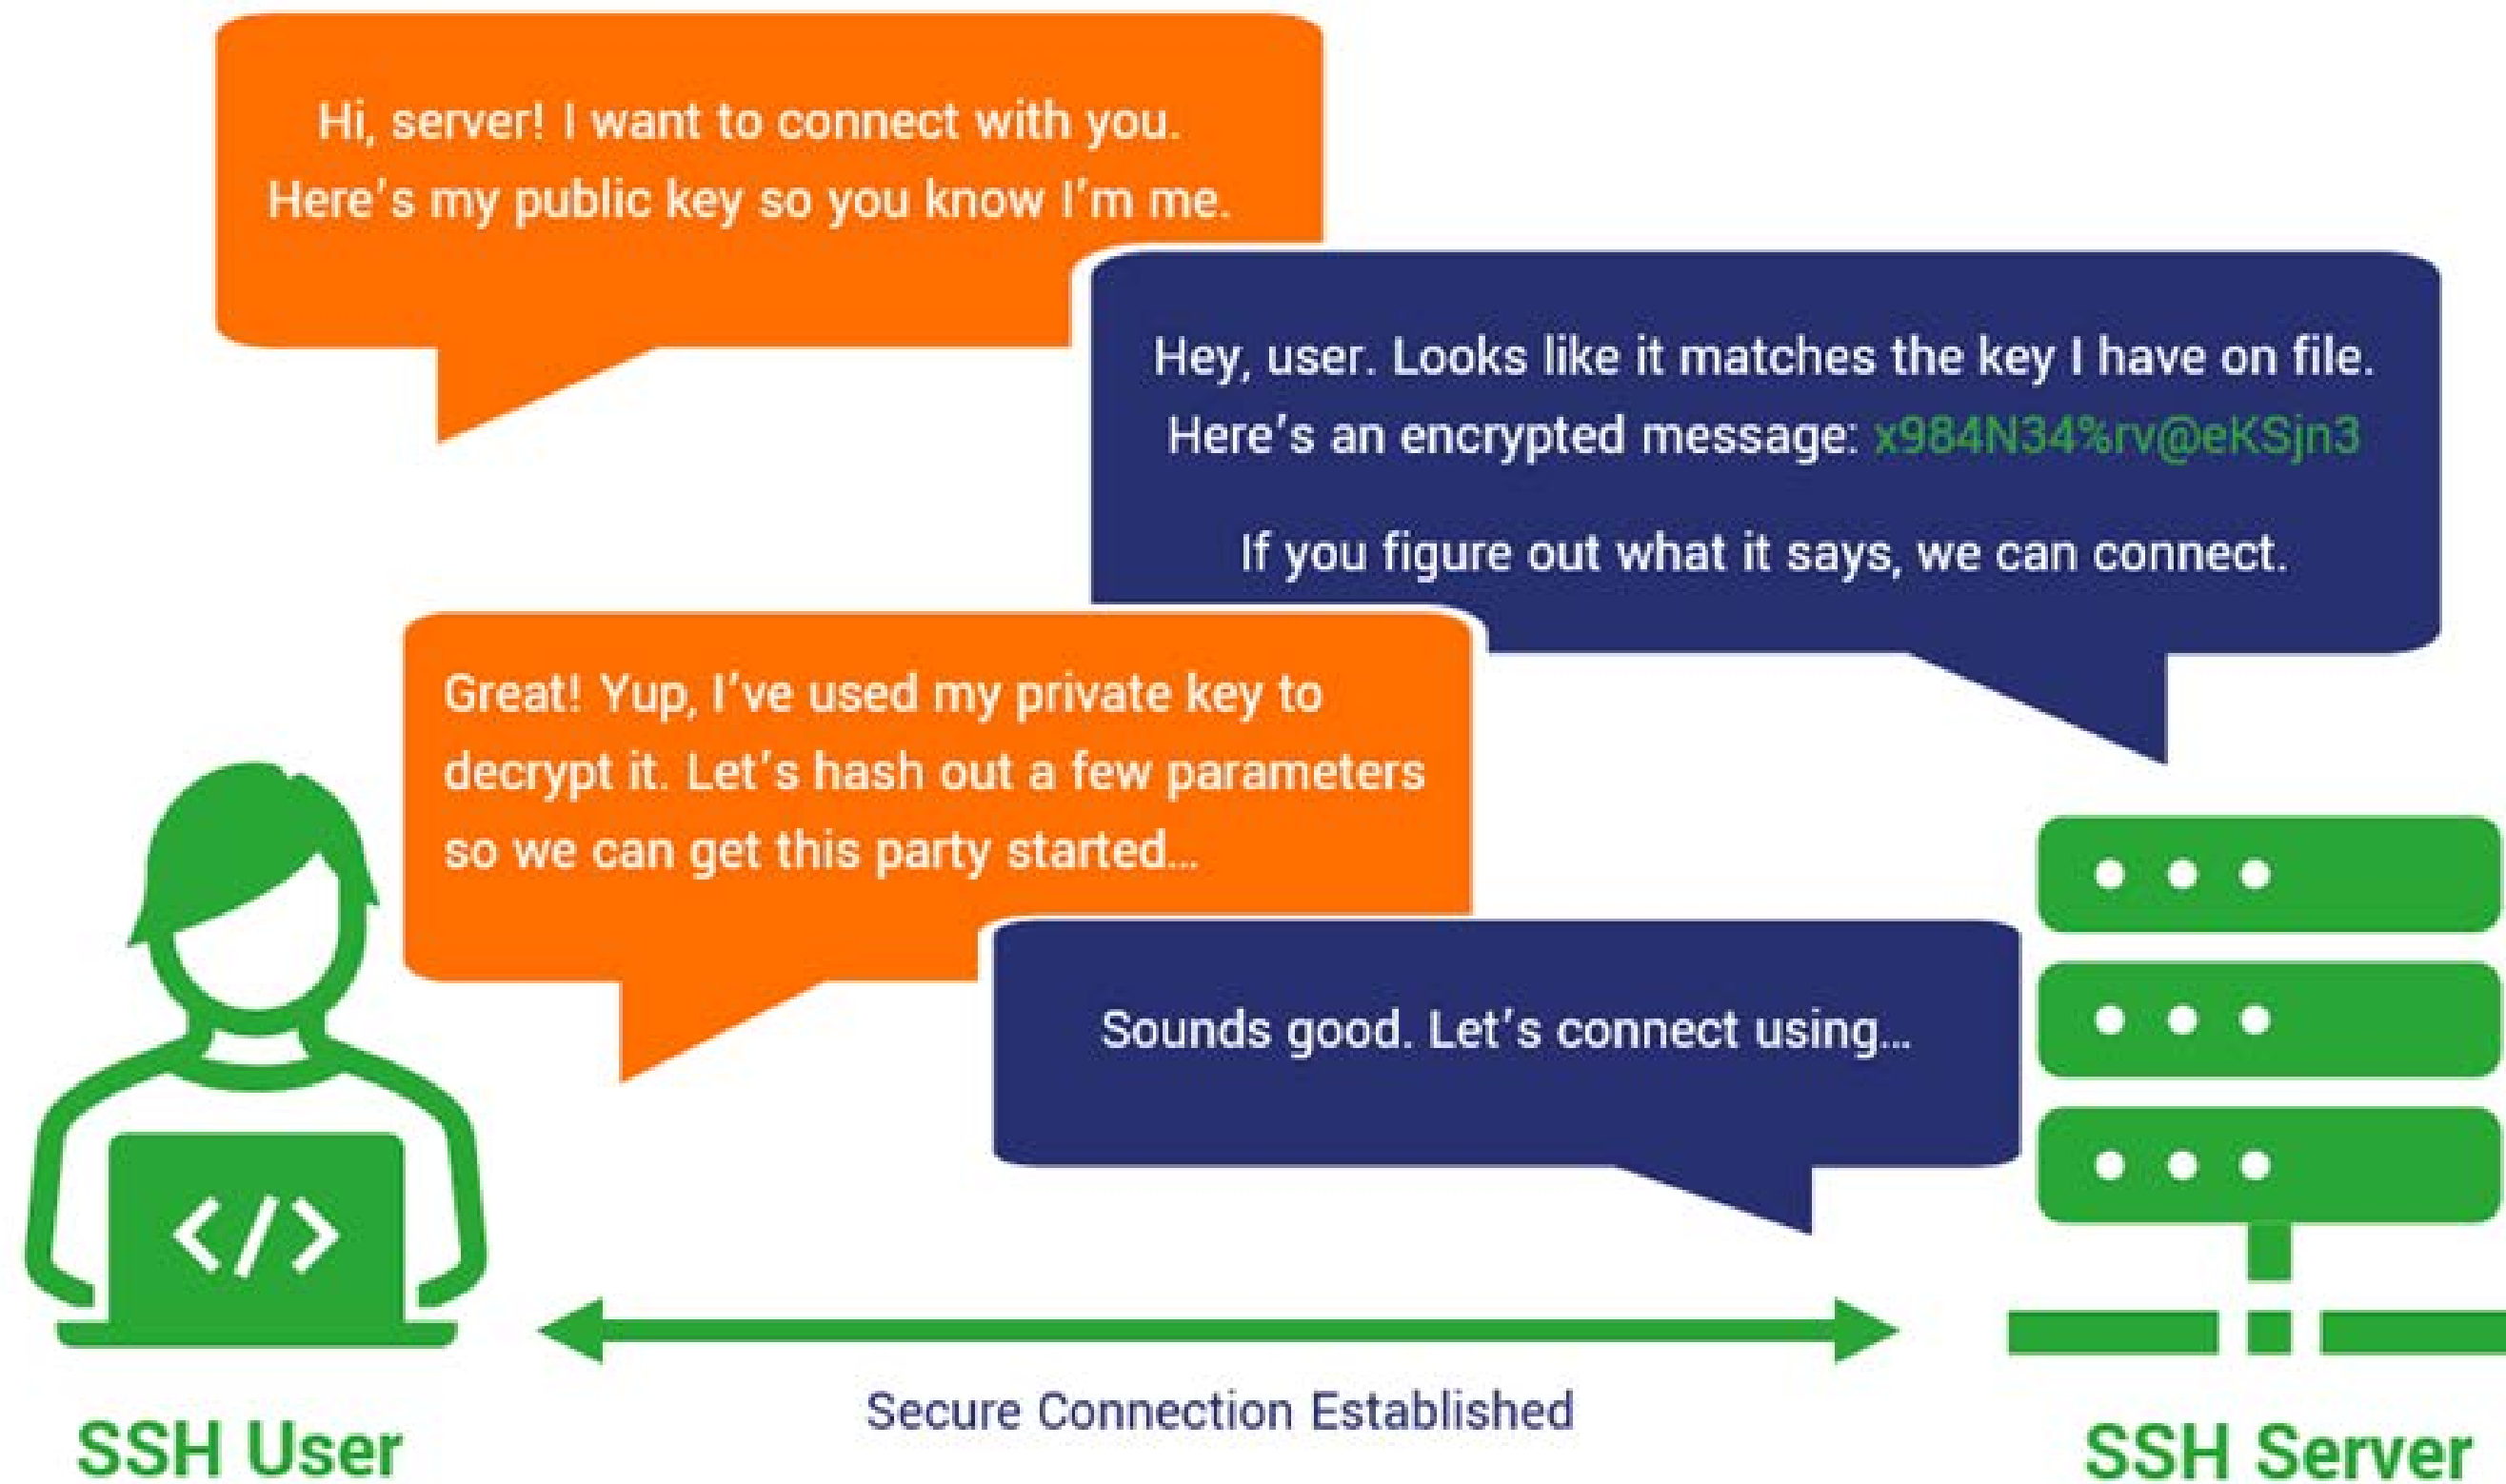 Hi, server! I want to connect with you.
Here's my public key so you know I'm me.
Hey, user. Looks like it matches the key I have on file.
Here's an encrypted message: x984N34%rv@eKSjn3
If you figure out what it says, we can connect.
Great! Yup, I've used my private key to
decrypt it. Let's hash out a few parameters
so we can get this party started...
Sounds good. Let's connect using...
</>
Secure Connection Established
SSH User
SSH Server